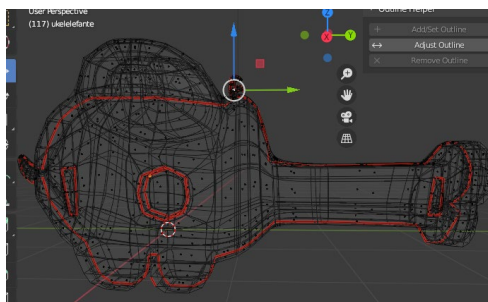 User Perspective
(117) ukelelefante
Outline Helper
Add/Set Outline
Adjust Outline
Remove Outline
Z
Y
X